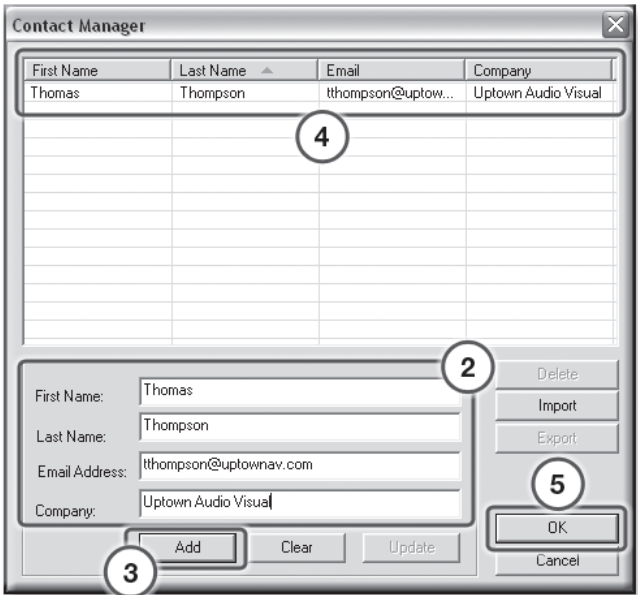 Contact Manager
First Name Last Name Email Company
Thomas Thompson tthompson@uptow... Uptown Audio Visual
4
2
First Name: Thomas
Last Name: Thompson
Email Address: tthompson@uptownav.com
Company: Uptown Audio Visual
Delete
Import
Export
5
OK
Cancel
Add Clear Update
3